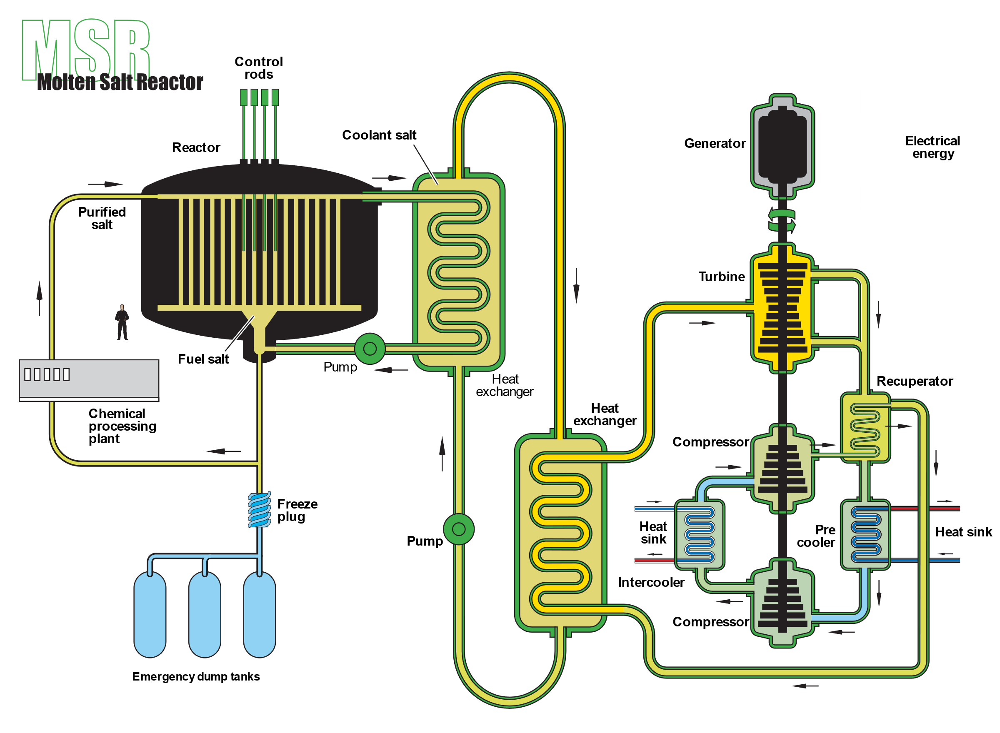 MSR
Molten Salt Reactor
Control
rods
Reactor
Coolant salt
Generator
Electrical
energy
Purified
salt
Turbine
Fuel salt
Pump
Heat
exchanger
Recuperator
Chemical
processing
plant
Heat
exchanger
Compressor
Freeze
plug
Pump
Heat
sink
Pre
cooler
Heat sink
Intercooler
Compressor
Emergency dump tanks